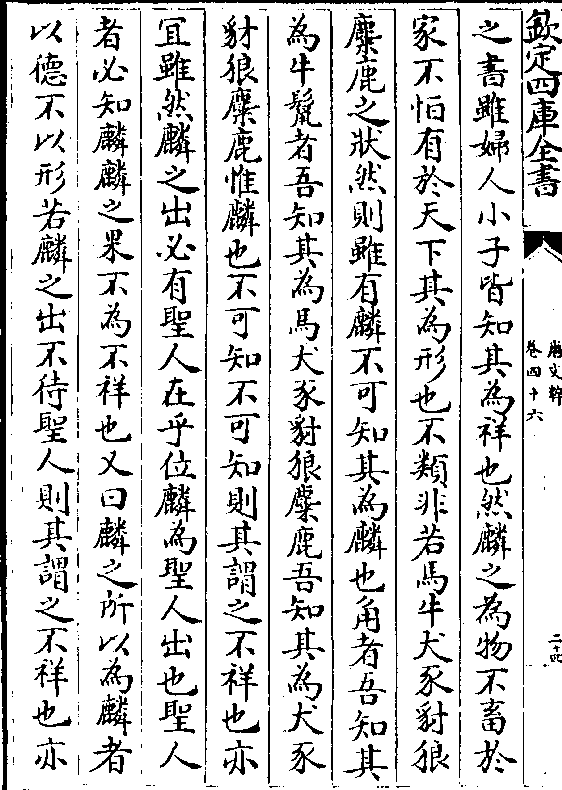 欽定四庫全書
唐文粹
卷四十六
二十四
之書雖婦人小子皆知其為祥也然麟之為物不畜於
家不怕有於天下其為形也不類非若馬牛犬豕豺狼
麋鹿之狀然則雖有麟不可知其為麟也角者吾知其
為牛鬛者吾知其為馬犬豕豺狼麋鹿吾知其為犬豕
豺狼麋鹿惟麟也不可知不可知則其謂之不祥也亦
冝雖然麟之出必有聖人在乎位麟為聖人出也聖人
者必知麟麟之果不為不祥也又曰麟之所以為麟者
以德不以形若麟之出不待聖人則其謂之不祥也亦